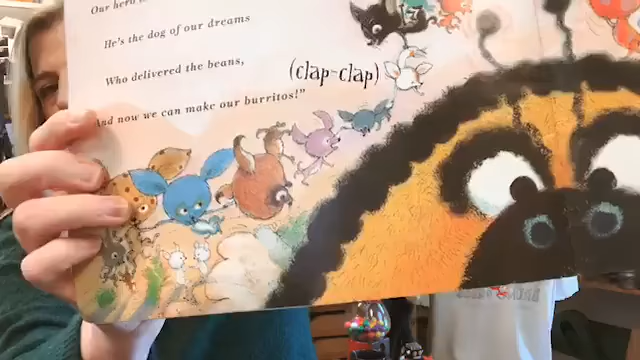 Our hero
He's the dog of our dreams
Who delivered the beans,
(clap-clap)
And now we can make our burritos!"